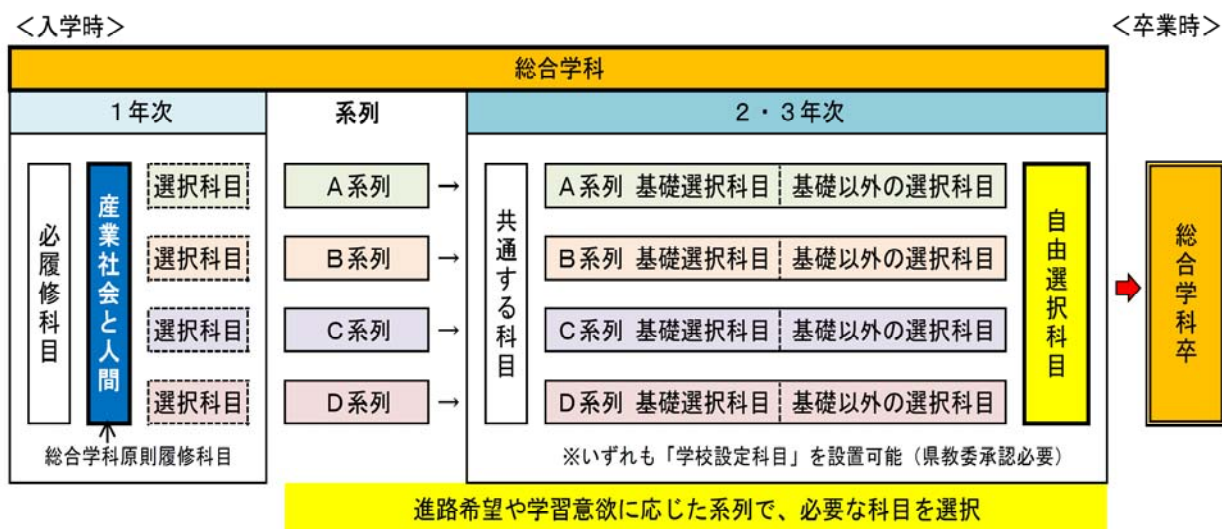 ＜入学時＞
＜卒業時＞
総合学科
１年次
系列
２・３年次
必履修科目
産業社会と人間
選択科目
選択科目
選択科目
選択科目
総合学科原則履修科目
Ａ系列
→
Ｂ系列
→
Ｃ系列
→
Ｄ系列
→
共通する科目
Ａ系列 基礎選択科目 基礎以外の選択科目
Ｂ系列 基礎選択科目 基礎以外の選択科目
Ｃ系列 基礎選択科目 基礎以外の選択科目
Ｄ系列 基礎選択科目 基礎以外の選択科目
自由選択科目
※いずれも「学校設定科目」を設置可能（県教委承認必要）
総合学科卒
進路希望や学習意欲に応じた系列で、必要な科目を選択